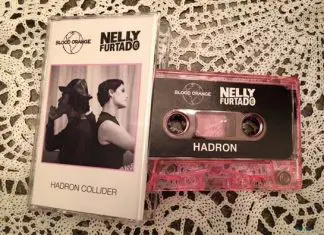 BLOOD ORANGE
NELLY
FURTADO
HADRON COLLIDER
BLOOD ORANGE
NELLY
FURTADO
HADRON